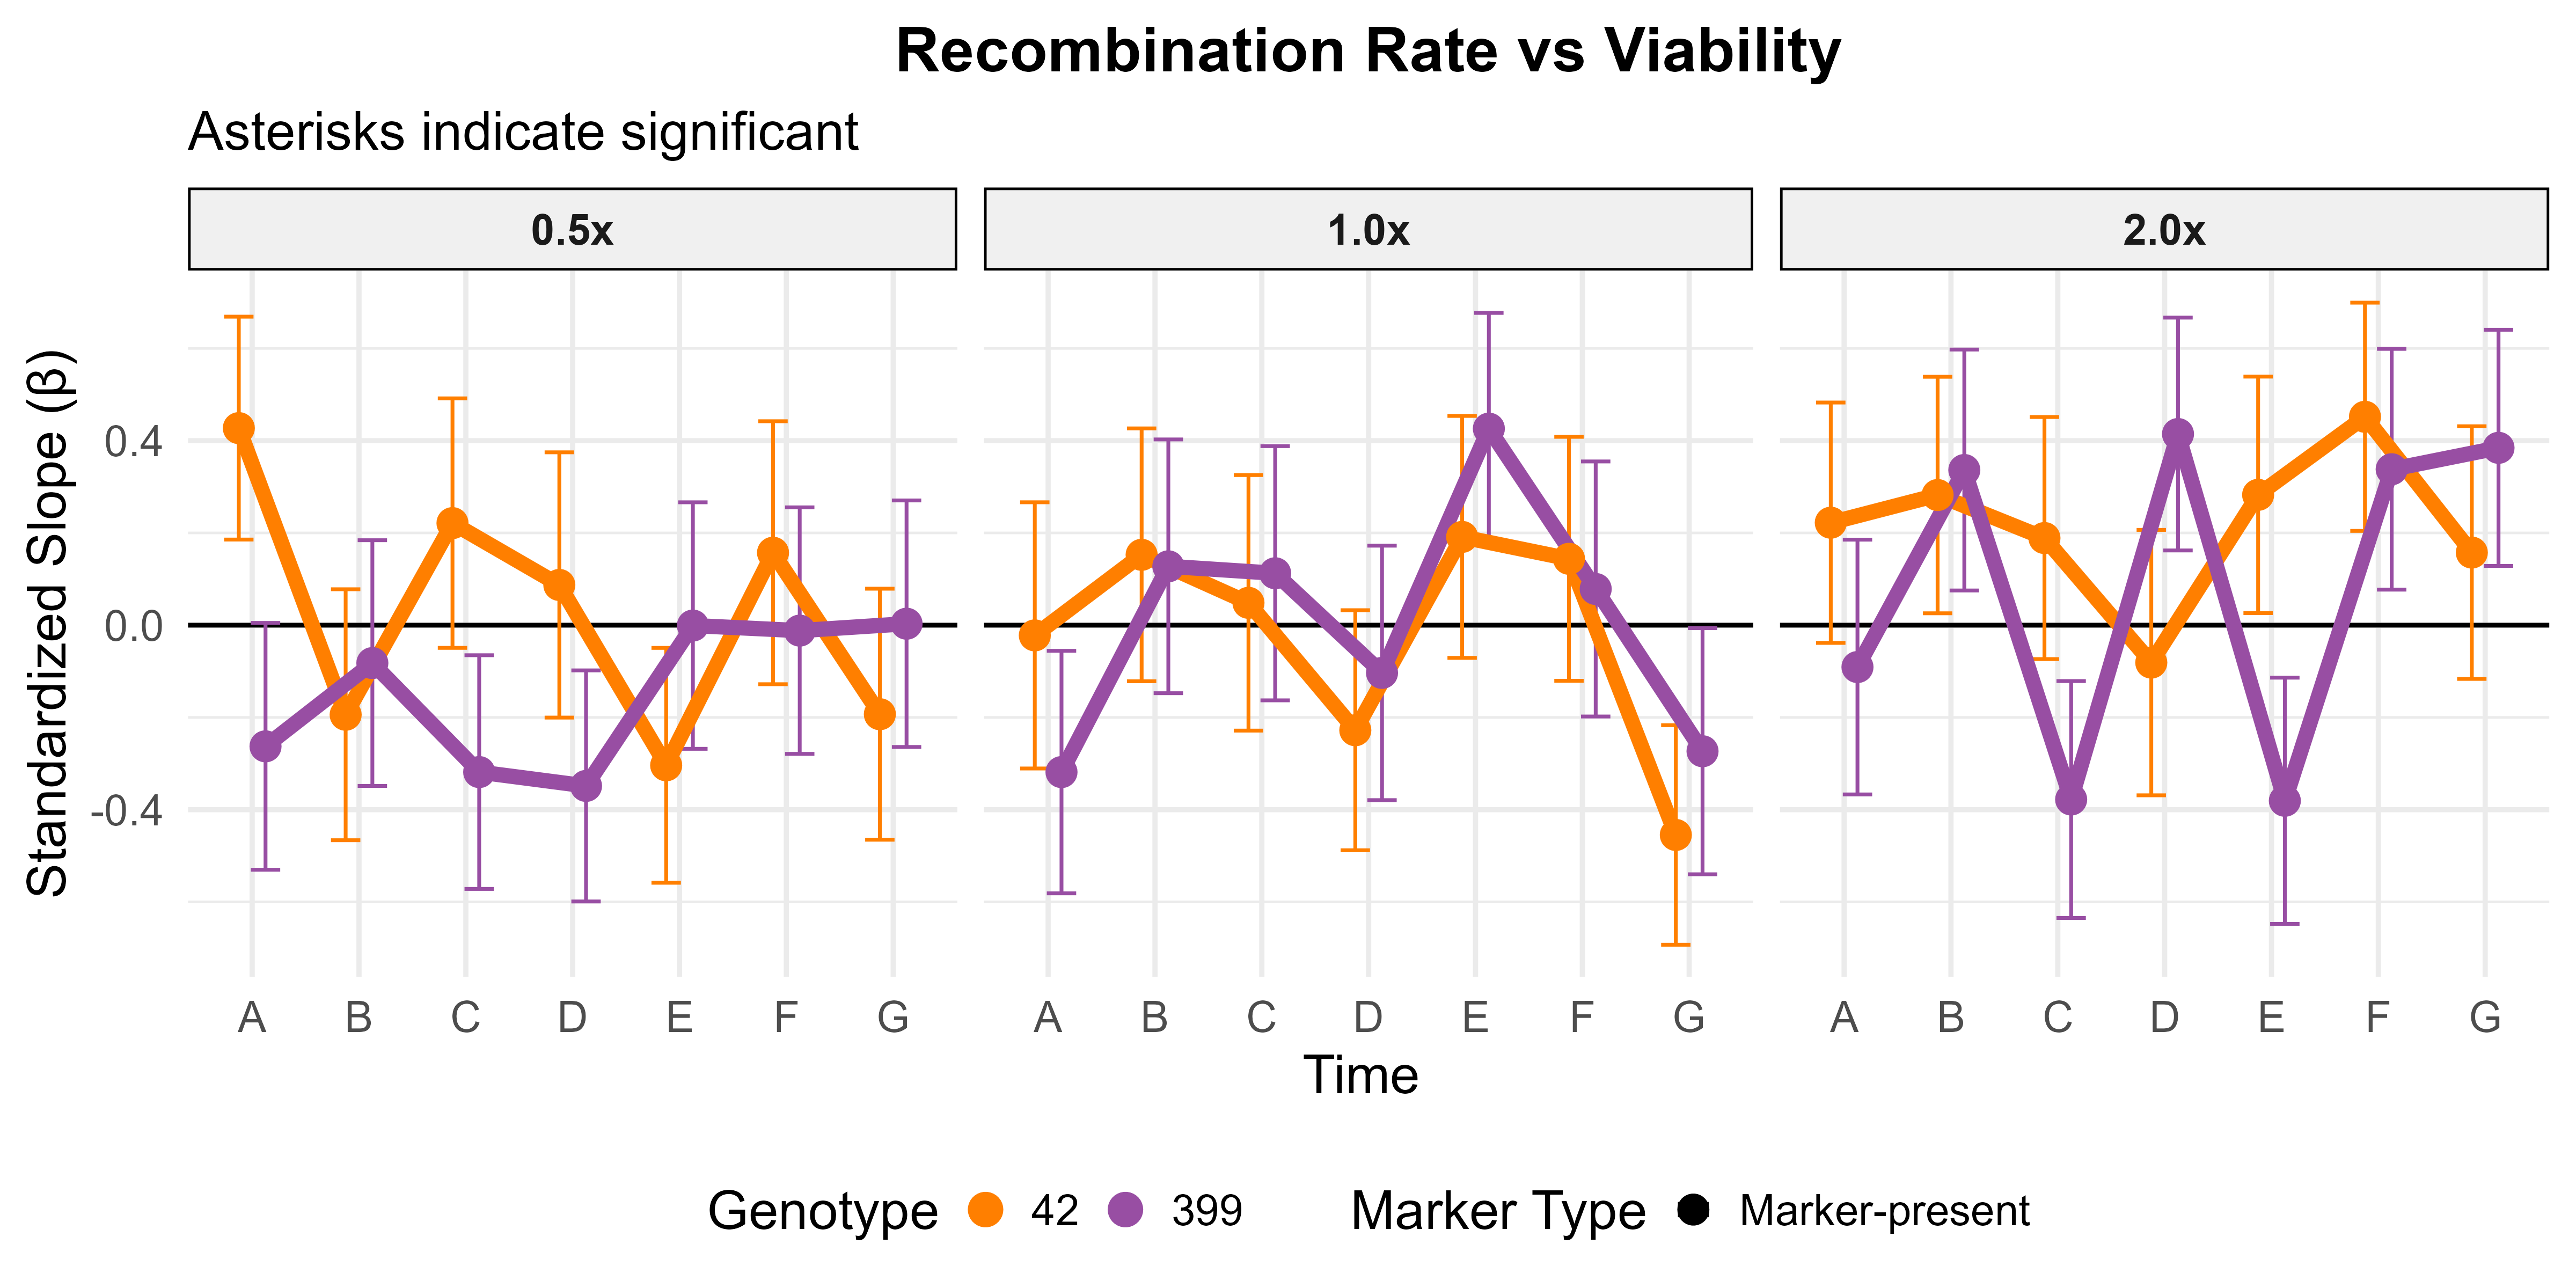 Recombination Rate vs Viability
Asterisks indicate significant
0.5x 1.0x 2.0x
Standardized Slope (β)
0.4
0.0
-0.4
A B C D E F G A B C D E F G A B C D E F G
Time
Genotype 42 399 Marker Type Marker-present